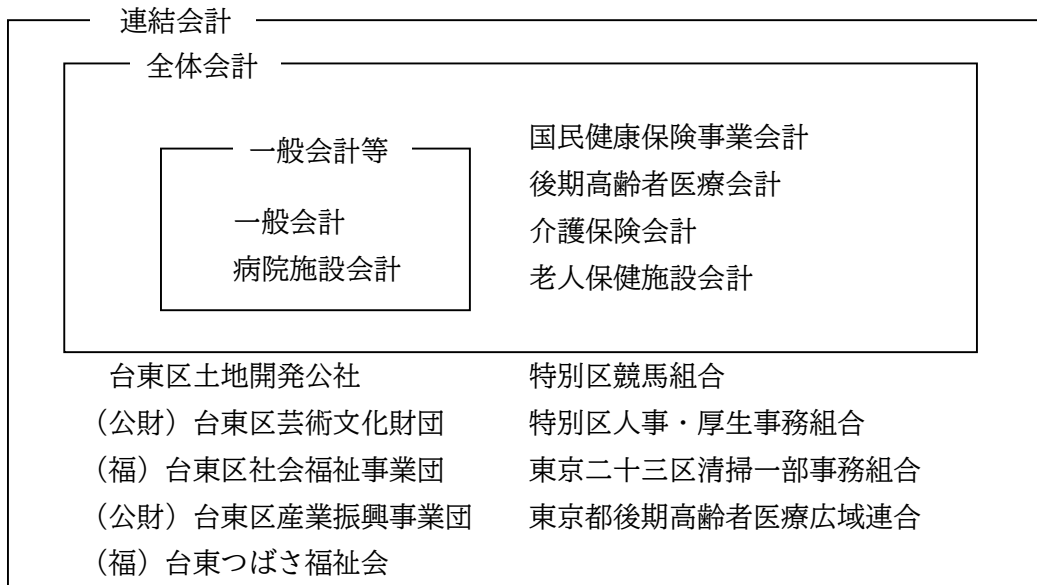 連結会計
全体会計
一般会計等
一般会計
病院施設会計
国民健康保険事業会計
後期高齢者医療会計
介護保険会計
老人保健施設会計
台東区土地開発公社
（公財）台東区芸術文化財団
（福）台東区社会福祉事業団
（公財）台東区産業振興事業団
（福）台東つばさ福祉会
特別区競馬組合
特別区人事・厚生事務組合
東京二十三区清掃一部事務組合
東京都後期高齢者医療広域連合